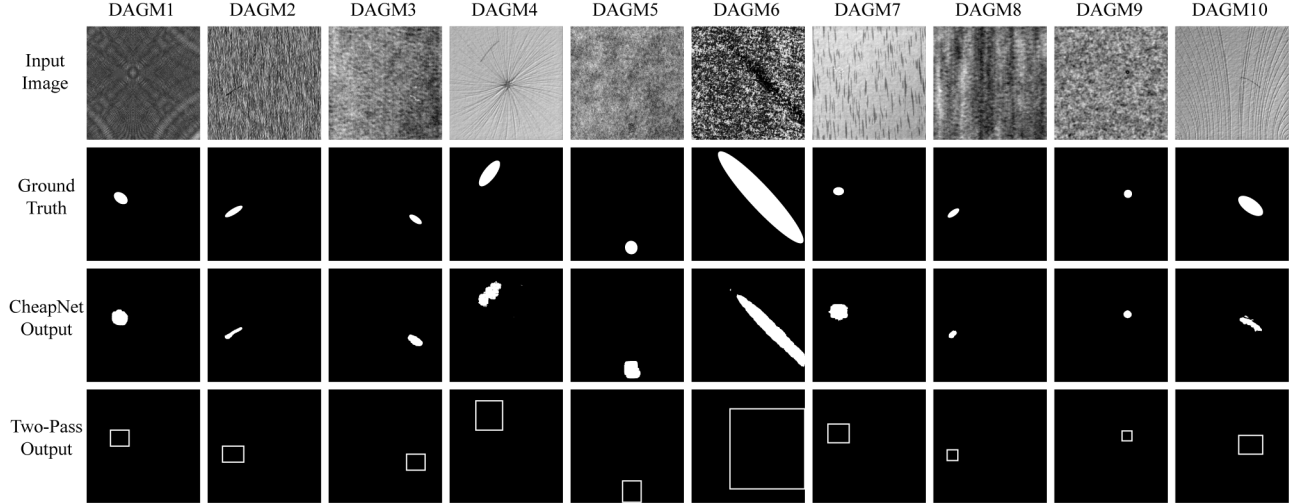 DAGM1 DAGM2 DAGM3 DAGM4 DAGM5 DAGM6 DAGM7 DAGM8 DAGM9 DAGM10
Input
Image
Ground
Truth
CheapNet
Output
Two-Pass
Output